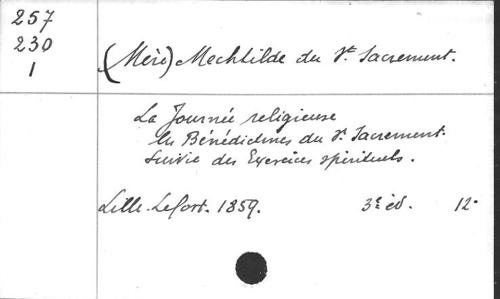 257
230
1
(Mère) Mechtilde du St. Sacrement.
La Journée religieuse
les Bénédictines du St. Sacrement.
Suivie des Exercices spirituels.
Lille. Lefort. 1859. 3e éd. 12°